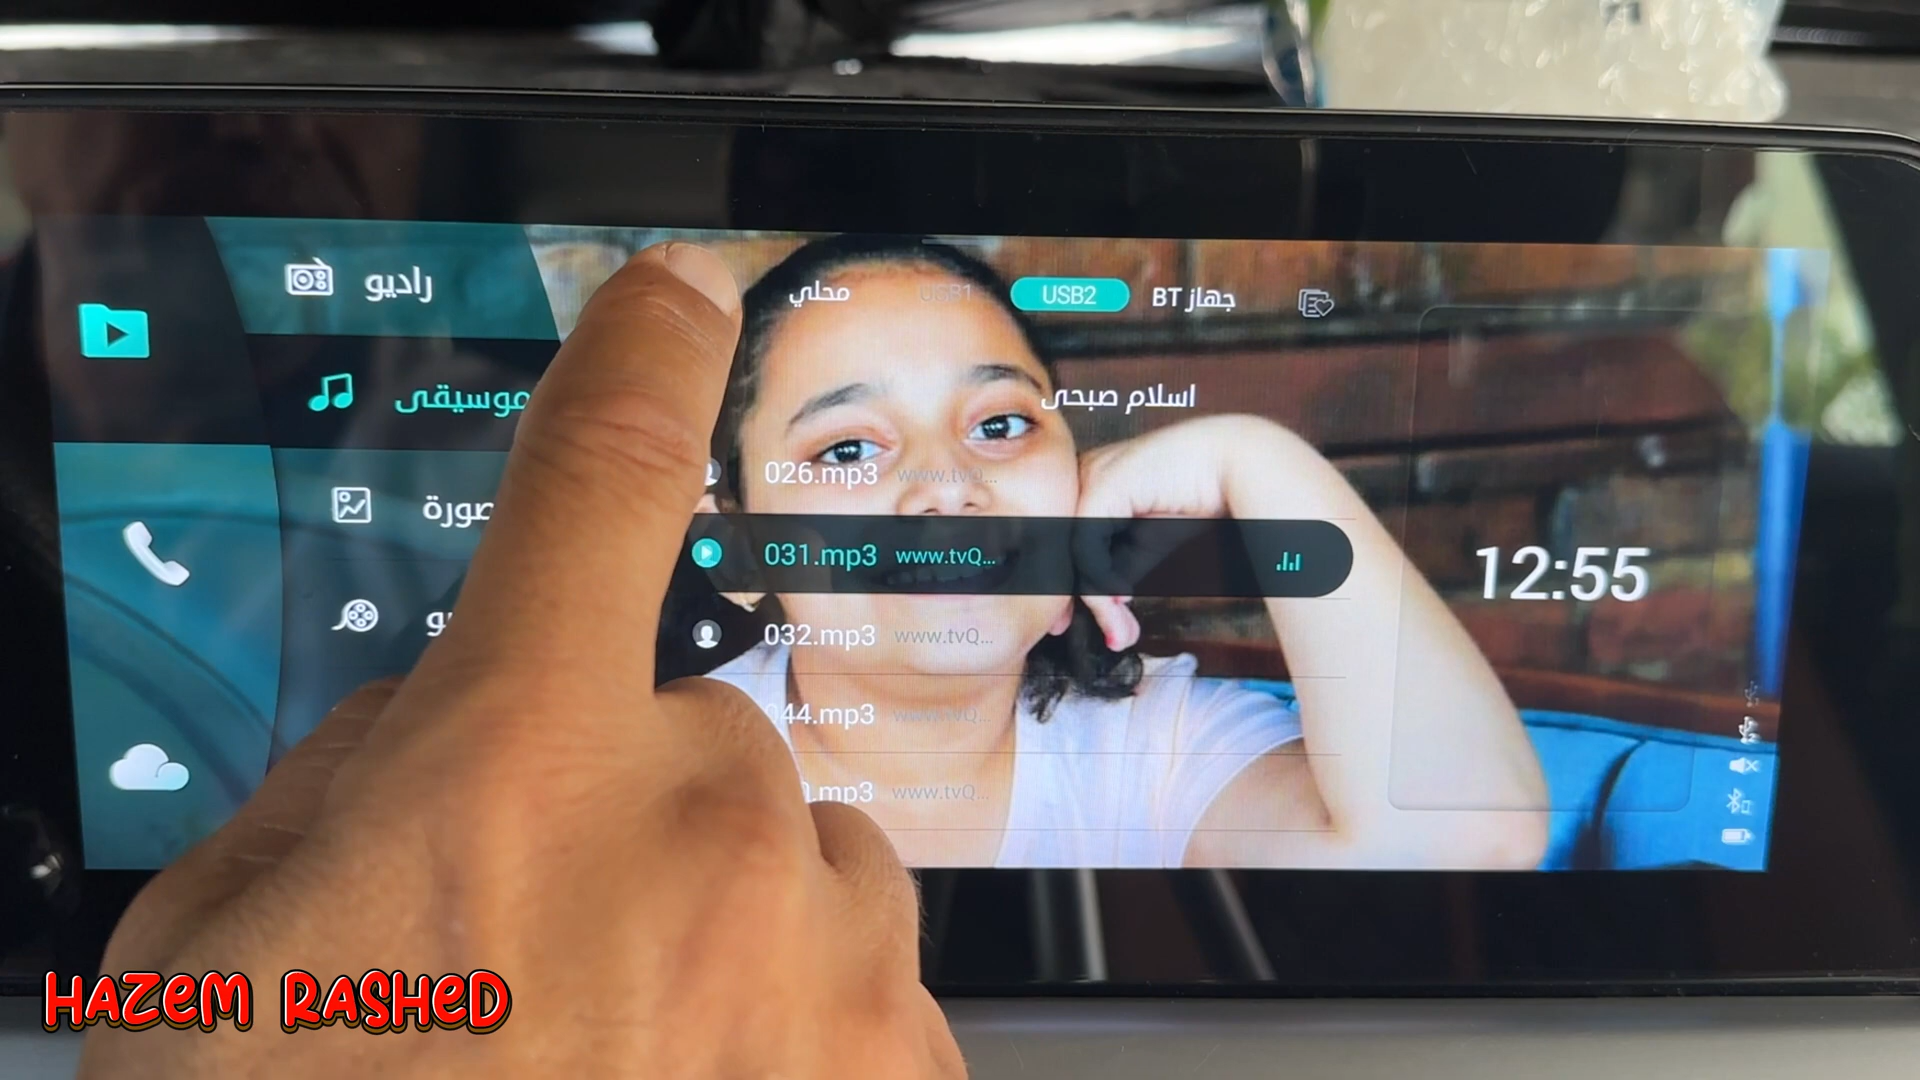 راديو
محلي USB1 USB2 جهاز BT
موسيقى
اسلام صبحى
026.mp3 www.tvQ...
صورة
031.mp3 www.tvQ...
12:55
032.mp3 www.tvQ...
44.mp3 www.tvQ...
.mp3 www.tvQ...
HAZEM RASHED